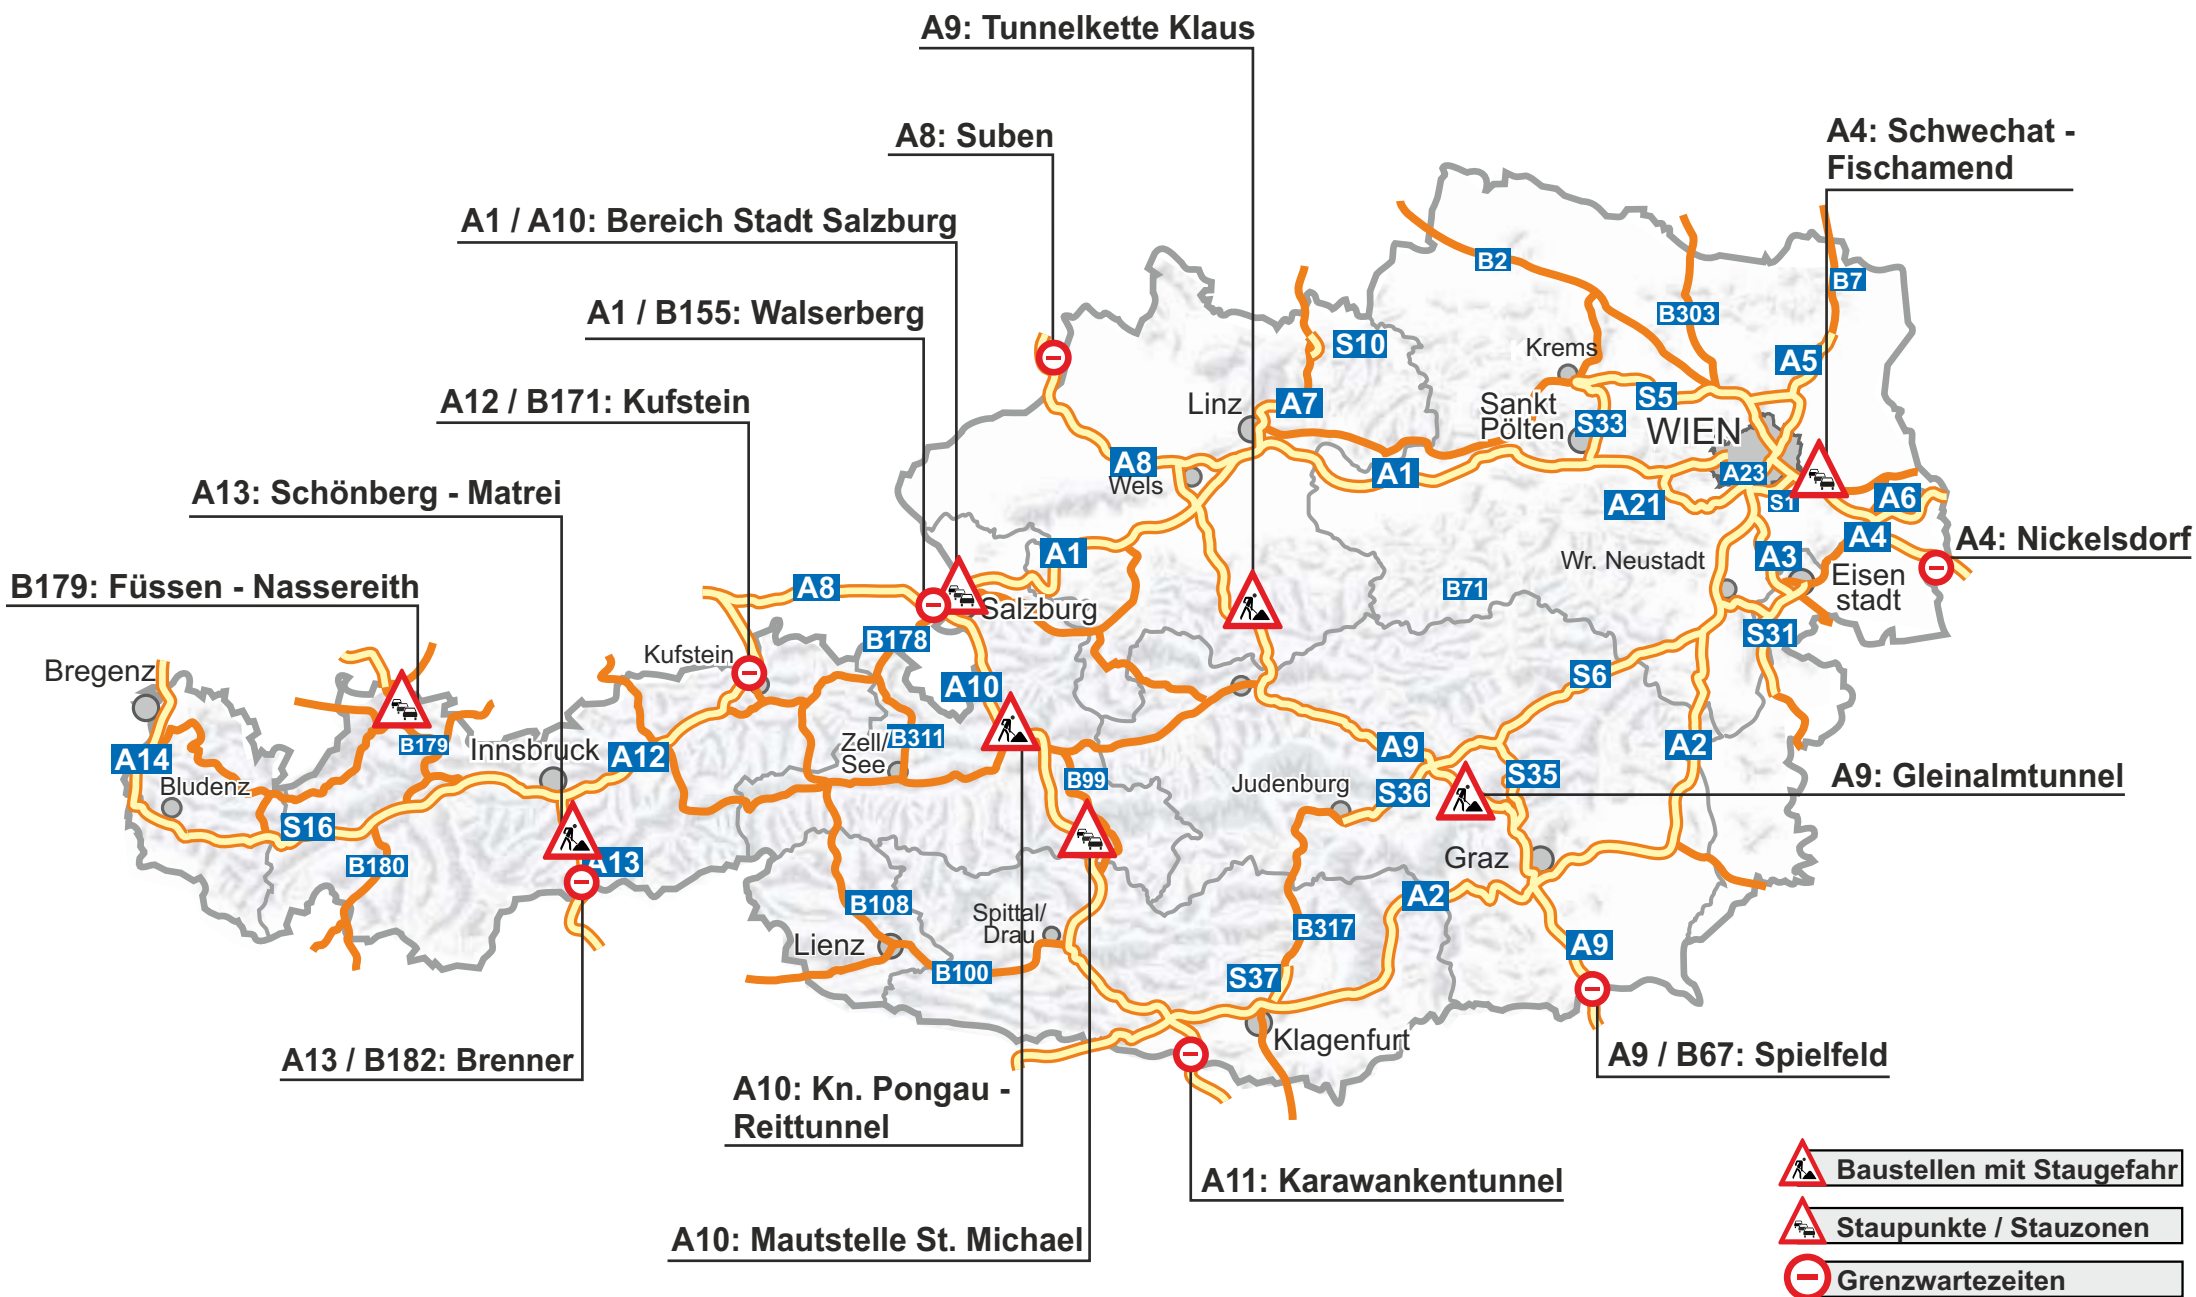 A9: Tunnelkette Klaus
A8: Suben
A4: Schwechat -
Fischamend
A1 / A10: Bereich Stadt Salzburg
A1 / B155: Walserberg
A12 / B171: Kufstein
A13: Schönberg - Matrei
B179: Füssen - Nassereith
A4: Nickelsdorf
A9: Gleinalmtunnel
A9 / B67: Spielfeld
A11: Karawankentunnel
A10: Mautstelle St. Michael
A10: Kn. Pongau -
Reittunnel
A13 / B182: Brenner
B2
B7
B303
S10
Krems
A5
Linz
A7
Sankt
Pölten
S33
S5
WIEN
A8
Wels
A1
A23
A21
S1
A6
A4
A1
Wr. Neustadt
A3
Eisen
stadt
A8
B71
Salzburg
B178
S31
Kufstein
Bregenz
A10
S6
B179
Innsbruck
A12
Zell/
See
B311
A9
A2
A14
Bludenz
B99
Judenburg
S36
S35
S16
B180
A13
Graz
B108
Spittal/
Drau
A2
Lienz
B100
B317
A9
S37
Klagenfurt
Baustellen mit Staugefahr
Staupunkte / Stauzonen
Grenzwartezeiten